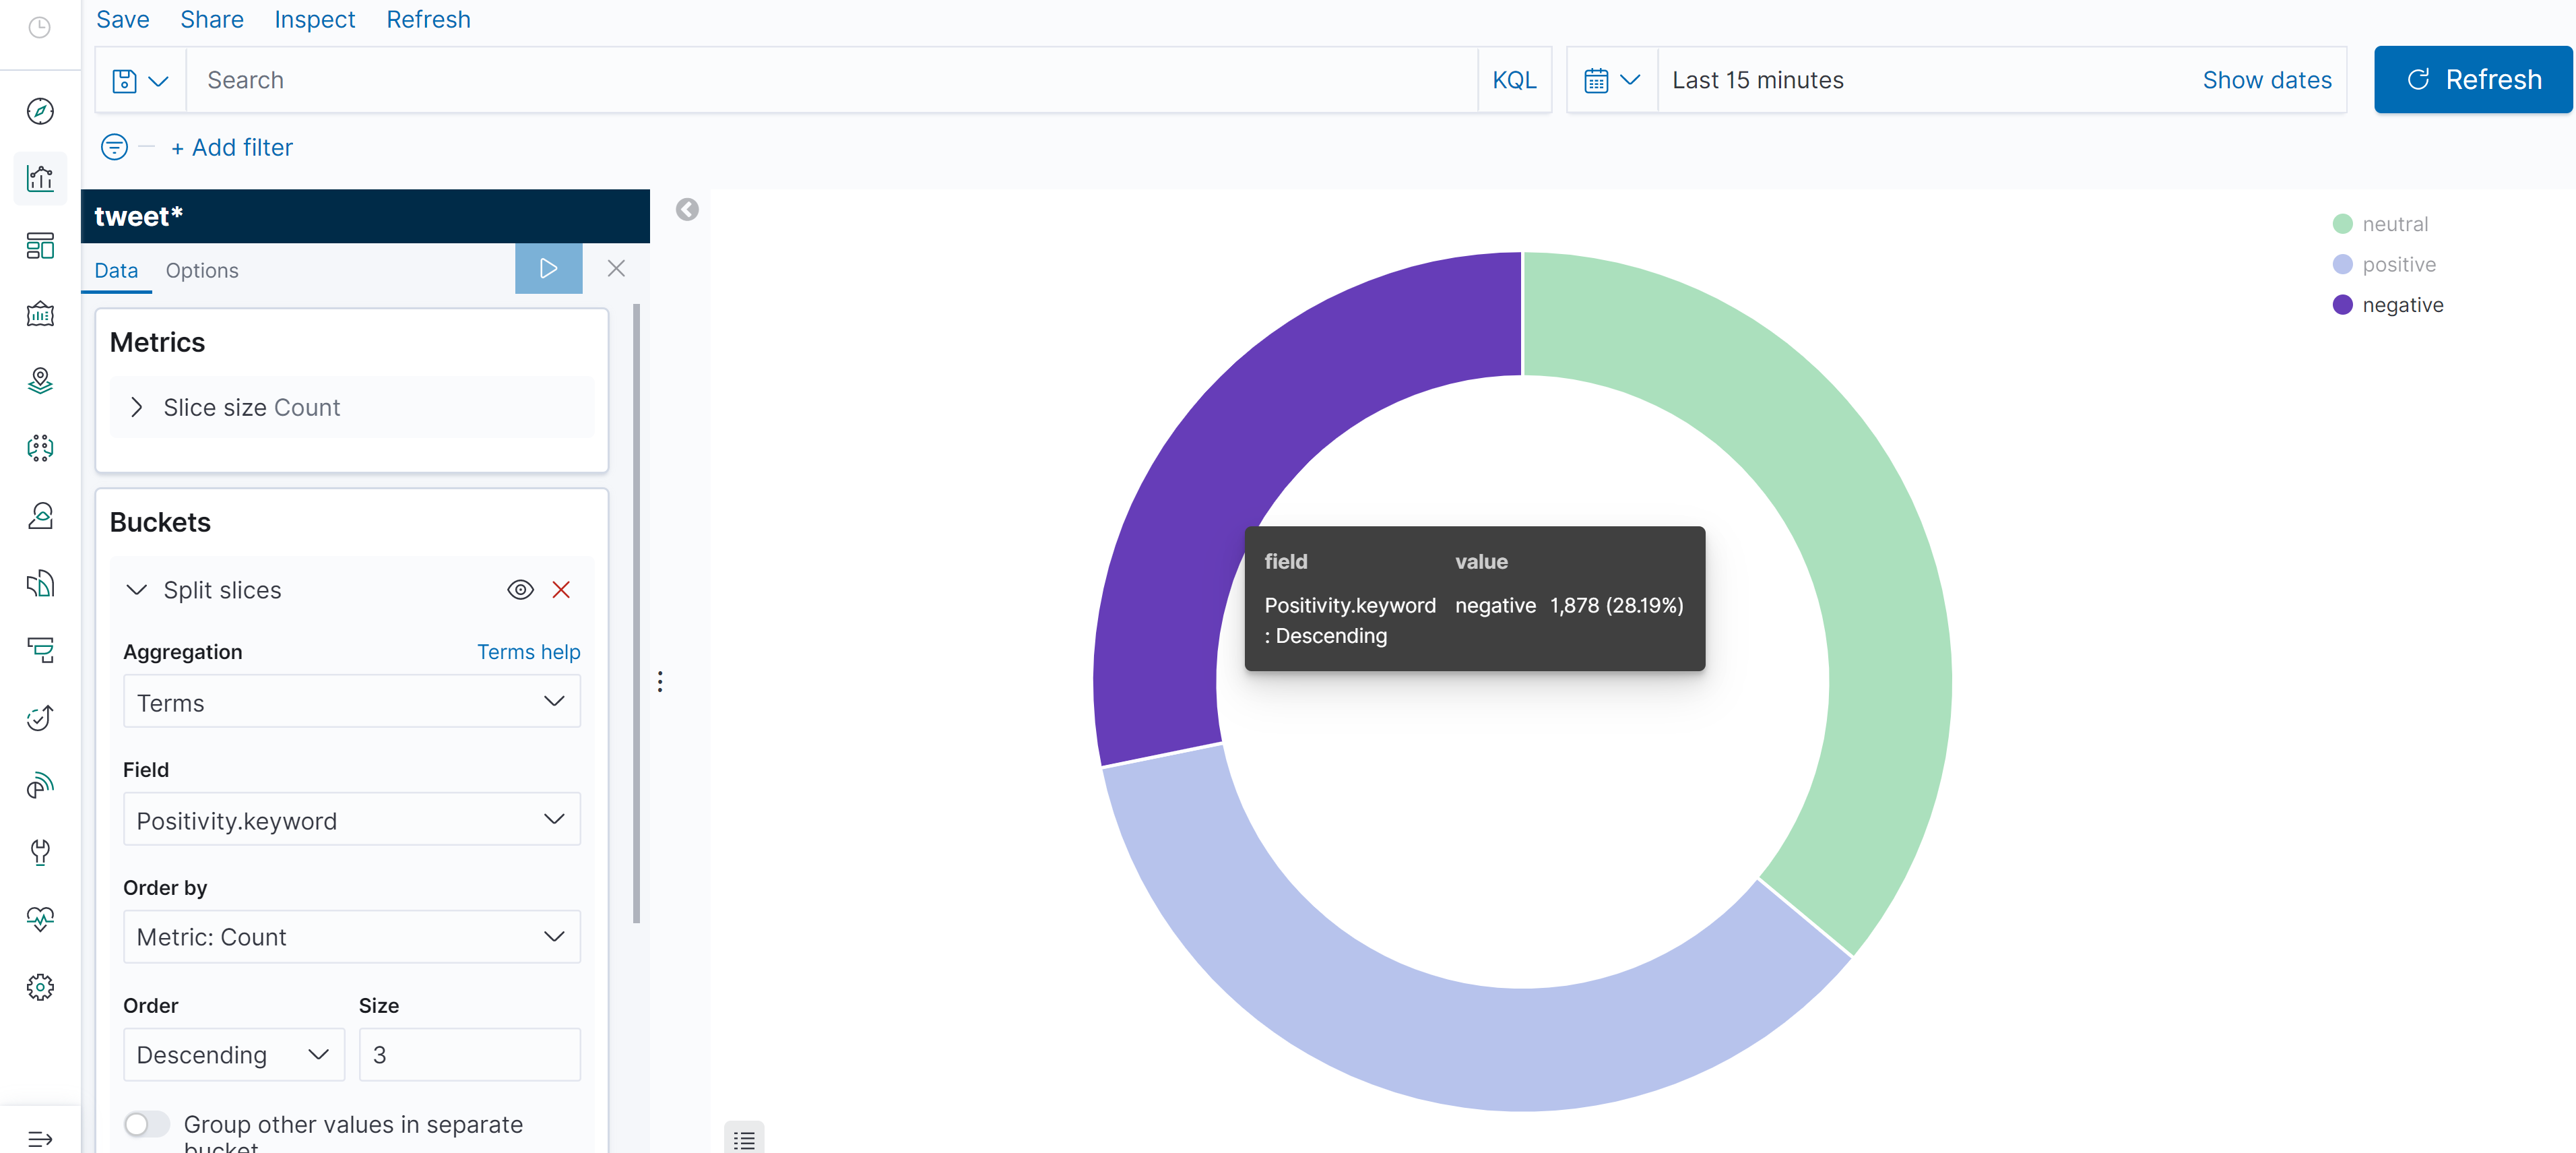 Save Share Inspect Refresh
Search KQL Last 15 minutes Show dates Refresh
+ Add filter
tweet*
Data Options
Metrics
Slice size Count
Buckets
Split slices
Aggregation Terms help
Terms
Field
Positivity.keyword
Order by
Metric: Count
Order Size
Descending 3
Group other values in separate
bucket
neutral
positive
negative
field value
Positivity.keyword negative 1,878 (28.19%)
: Descending